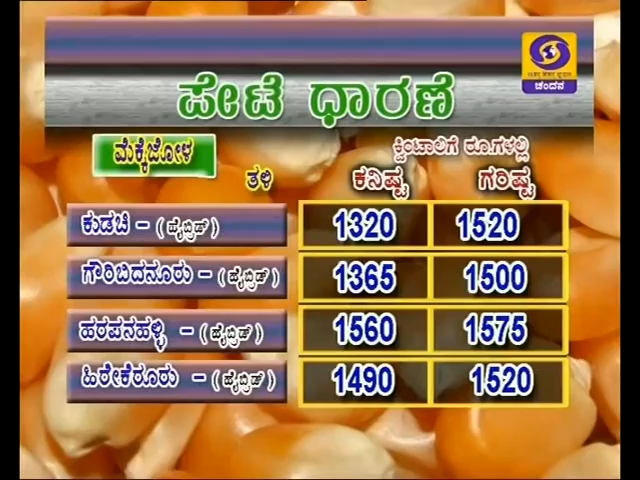 ಪೇಟೆ ಧಾರಣೆ
ಚಂದನ
ಮೆಕ್ಕೆಜೋಳ
ಕ್ವಿಂಟಾಲಿಗೆ ರೂ.ಗಳಲ್ಲಿ
ತಳಿ ಕನಿಷ್ಟ ಗರಿಷ್ಟ
ಕುಡಚಿ - (ಹೈಬ್ರಿಡ್) 1320 1520
ಗೌರಿಬಿದನೂರು - (ಹೈಬ್ರಿಡ್) 1365 1500
ಹರಪನಹಳ್ಳಿ - (ಹೈಬ್ರಿಡ್) 1560 1575
ಹಿರೇಕೆರೂರು - (ಹೈಬ್ರಿಡ್) 1490 1520